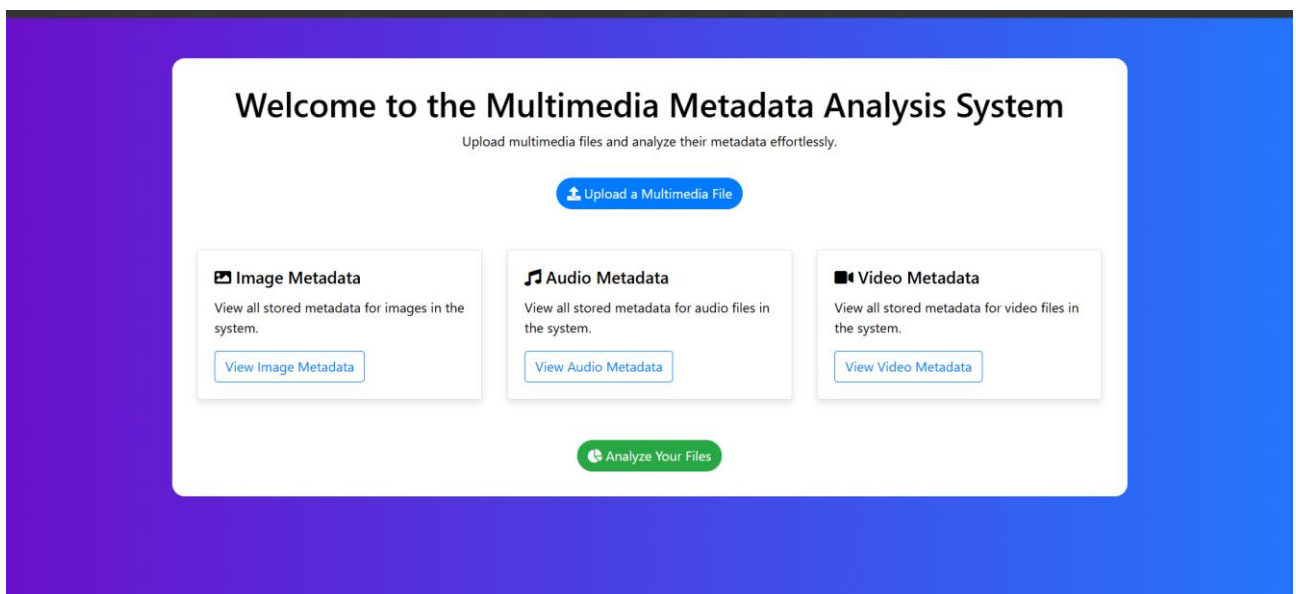 Welcome to the Multimedia Metadata Analysis System
Upload multimedia files and analyze their metadata effortlessly.
Upload a Multimedia File
Image Metadata
View all stored metadata for images in the
system.
View Image Metadata
Audio Metadata
View all stored metadata for audio files in
the system.
View Audio Metadata
Video Metadata
View all stored metadata for video files in
the system.
View Video Metadata
Analyze Your Files